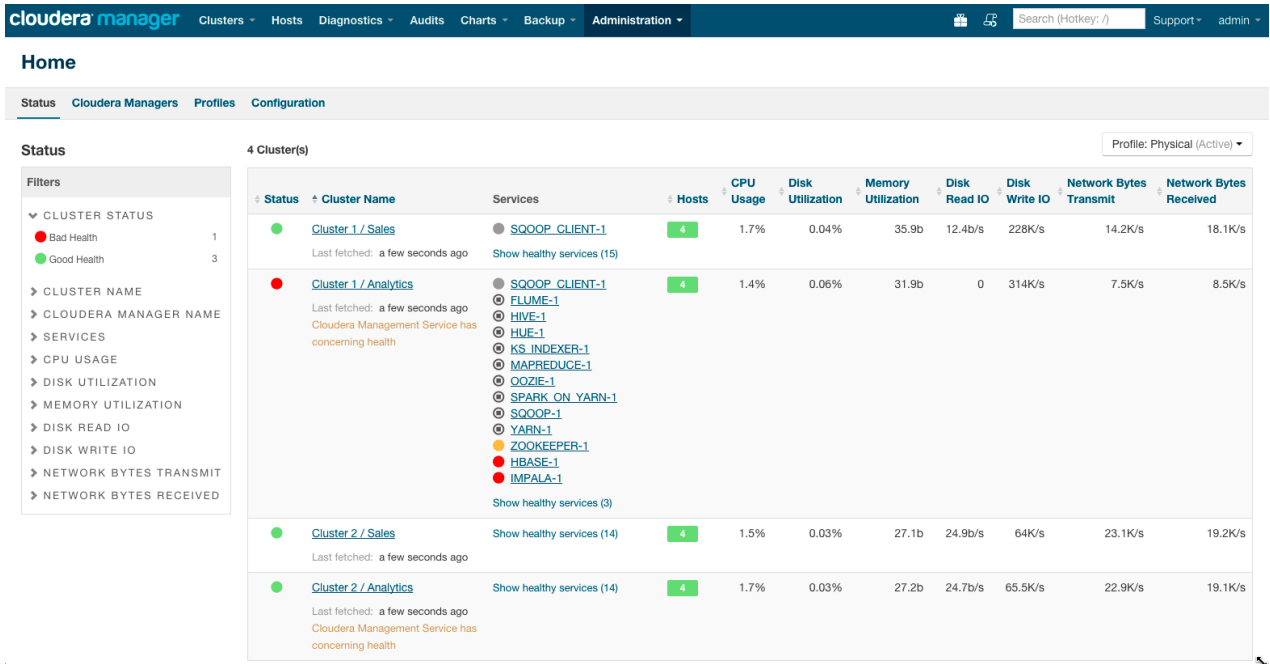 cloudera manager Clusters Hosts Diagnostics Audits Charts Backup Administration Search (Hotkey: /) Support admin
Home
Status Cloudera Managers Profiles Configuration
Status
Filters
CLUSTER STATUS
Bad Health 1
Good Health 3
CLUSTER NAME
CLOUDERA MANAGER NAME
SERVICES
CPU USAGE
DISK UTILIZATION
MEMORY UTILIZATION
DISK READ IO
DISK WRITE IO
NETWORK BYTES TRANSMIT
NETWORK BYTES RECEIVED
4 Cluster(s)
Profile: Physical (Active)
Status Cluster Name Services Hosts CPU Usage Disk Utilization Memory Utilization Disk Read IO Disk Write IO Network Bytes Transmit Network Bytes Received
Cluster 1 / Sales SQOOP_CLIENT-1 4 1.7% 0.04% 35.9b 12.4b/s 228K/s 14.2K/s 18.1K/s
Last fetched: a few seconds ago Show healthy services (15)
Cluster 1 / Analytics SQOOP_CLIENT-1 4 1.4% 0.06% 31.9b 0 314K/s 7.5K/s 8.5K/s
Last fetched: a few seconds ago
Cloudera Management Service has
concerning health
FLUME-1
HIVE-1
HUE-1
KS_INDEXER-1
MAPREDUCE-1
OOZIE-1
SPARK_ON_YARN-1
SQOOP-1
YARN-1
ZOOKEEPER-1
HBASE-1
IMPALA-1
Show healthy services (3)
Cluster 2 / Sales Show healthy services (14) 4 1.5% 0.03% 27.1b 24.9b/s 64K/s 23.1K/s 19.2K/s
Last fetched: a few seconds ago
Cluster 2 / Analytics Show healthy services (14) 4 1.7% 0.03% 27.2b 24.7b/s 65.5K/s 22.9K/s 19.1K/s
Last fetched: a few seconds ago
Cloudera Management Service has
concerning health